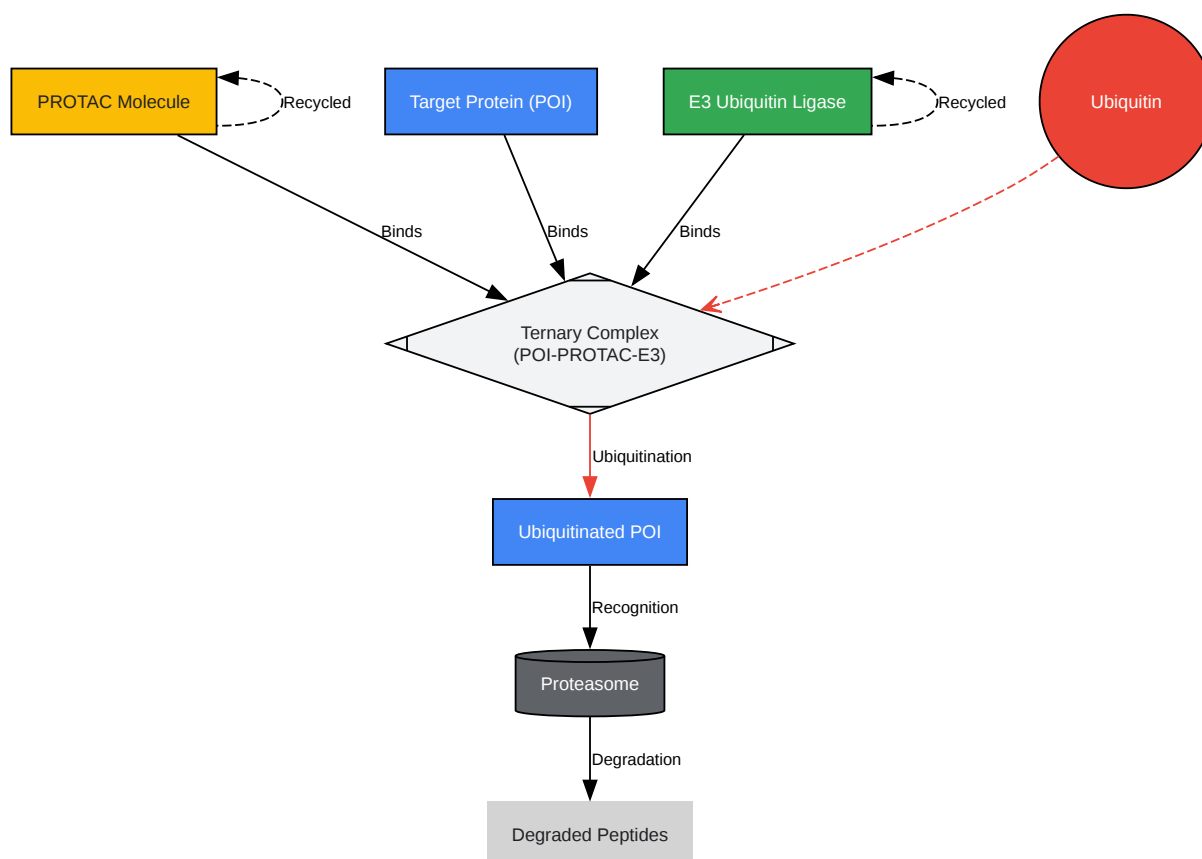 PROTAC Molecule
Recycled
Target Protein (POI)
E3 Ubiquitin Ligase
Recycled
Ubiquitin
Binds
Binds
Binds
Ternary Complex
(POI-PROTAC-E3)
Ubiquitination
Ubiquitinated POI
Recognition
Proteasome
Degradation
Degraded Peptides